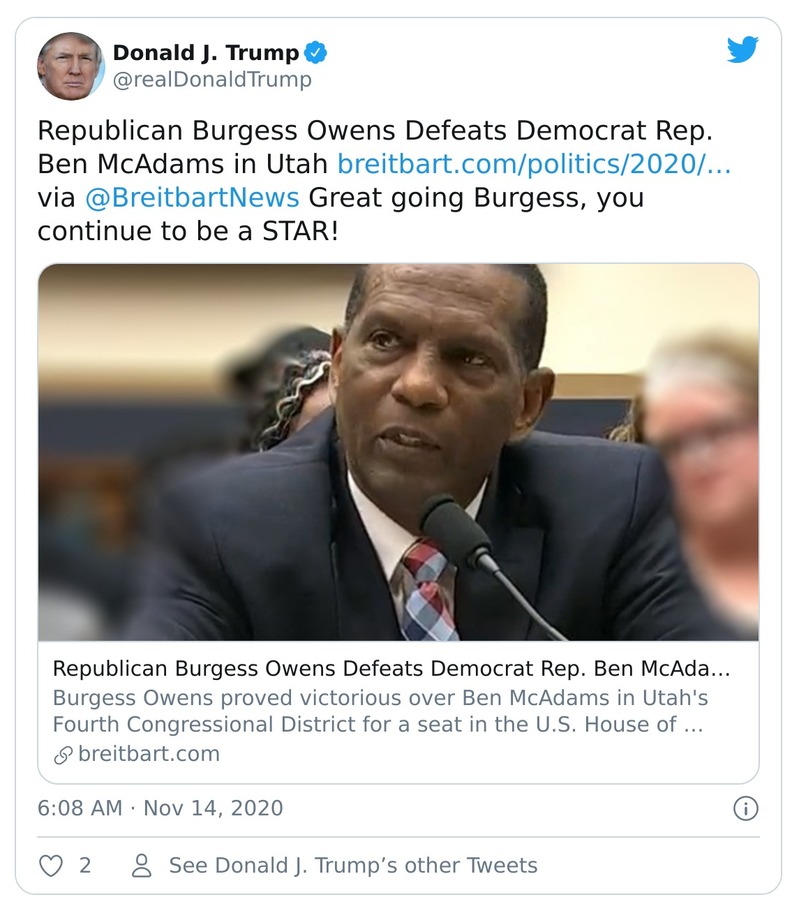 Donald J. Trump
@realDonaldTrump
Republican Burgess Owens Defeats Democrat Rep.
Ben McAdams in Utah breitbart.com/politics/2020/…
via @BreitbartNews Great going Burgess, you
continue to be a STAR!
Republican Burgess Owens Defeats Democrat Rep. Ben McAda…
Burgess Owens proved victorious over Ben McAdams in Utah's
Fourth Congressional District for a seat in the U.S. House of …
breitbart.com
6:08 AM · Nov 14, 2020
2 See Donald J. Trump’s other Tweets